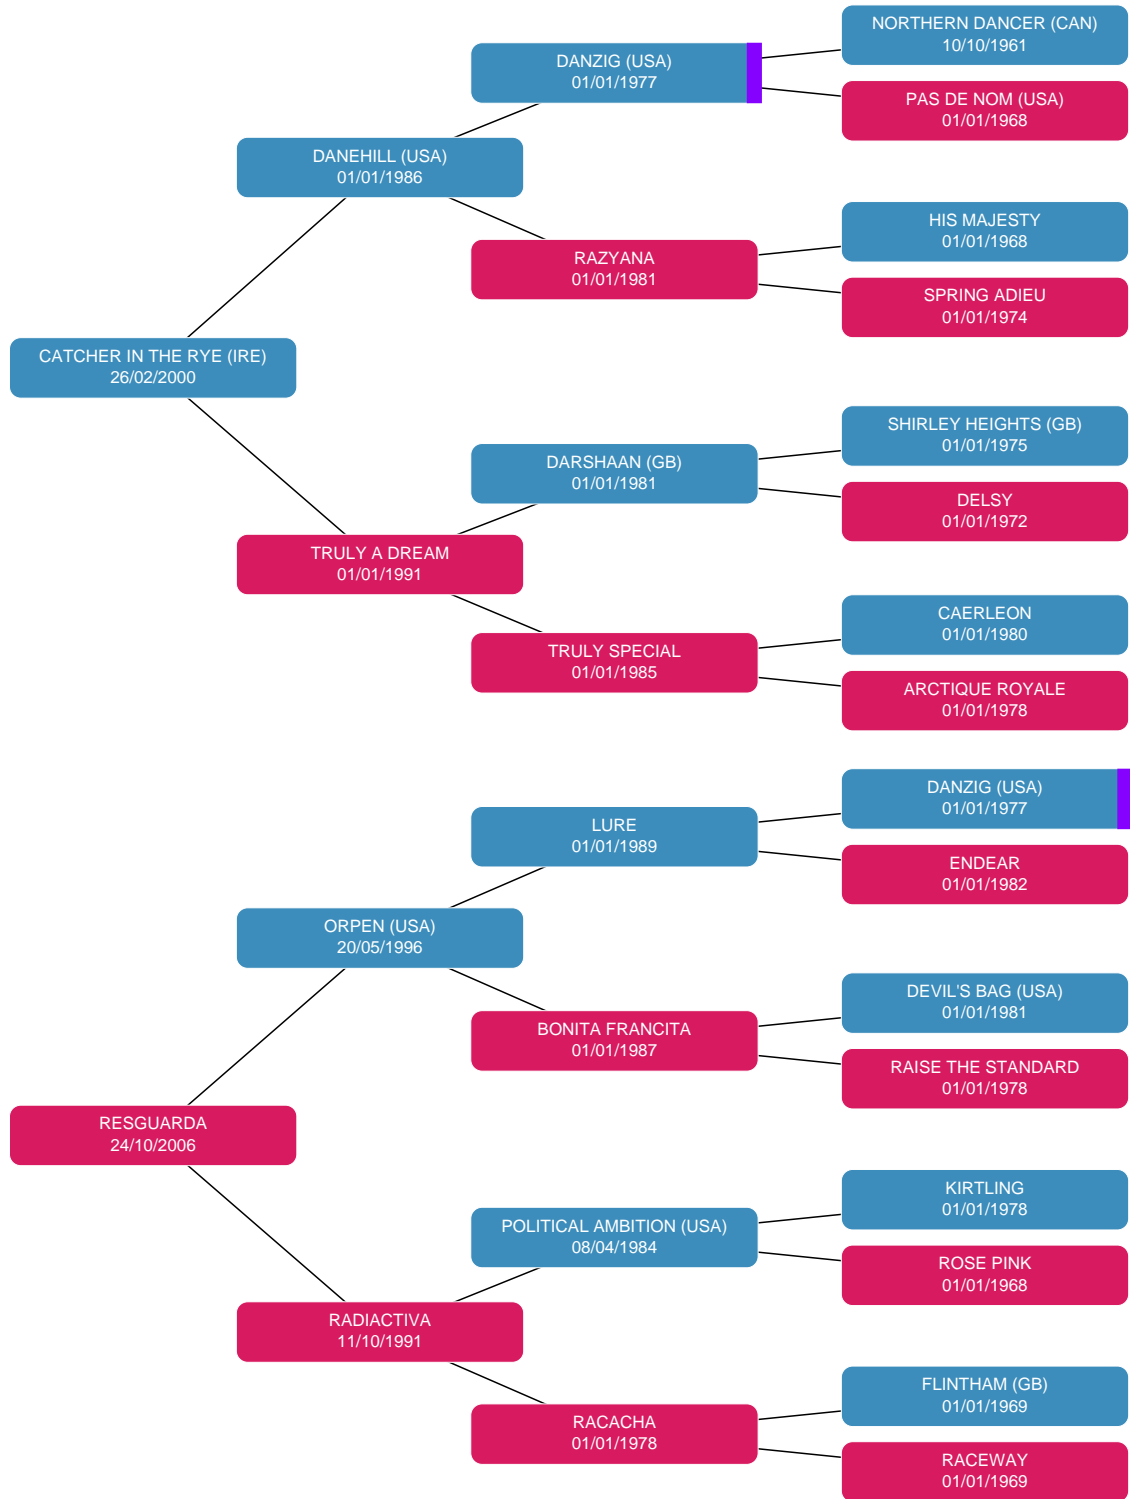 NORTHERN DANCER (CAN)
10/10/1961
DANZIG (USA)
01/01/1977
PAS DE NOM (USA)
01/01/1968
DANEHILL (USA)
01/01/1986
HIS MAJESTY
01/01/1968
RAZYANA
01/01/1981
SPRING ADIEU
01/01/1974
CATCHER IN THE RYE (IRE)
26/02/2000
SHIRLEY HEIGHTS (GB)
01/01/1975
DARSHAAN (GB)
01/01/1981
DELSY
01/01/1972
TRULY A DREAM
01/01/1991
CAERLEON
01/01/1980
TRULY SPECIAL
01/01/1985
ARCTIQUE ROYALE
01/01/1978
DANZIG (USA)
01/01/1977
LURE
01/01/1989
ENDEAR
01/01/1982
ORPEN (USA)
20/05/1996
DEVIL'S BAG (USA)
01/01/1981
BONITA FRANCITA
01/01/1987
RAISE THE STANDARD
01/01/1978
RESGUARDA
24/10/2006
KIRTLING
01/01/1978
POLITICAL AMBITION (USA)
08/04/1984
ROSE PINK
01/01/1968
RADIACTIVA
11/10/1991
FLINTHAM (GB)
01/01/1969
RACACHA
01/01/1978
RACEWAY
01/01/1969